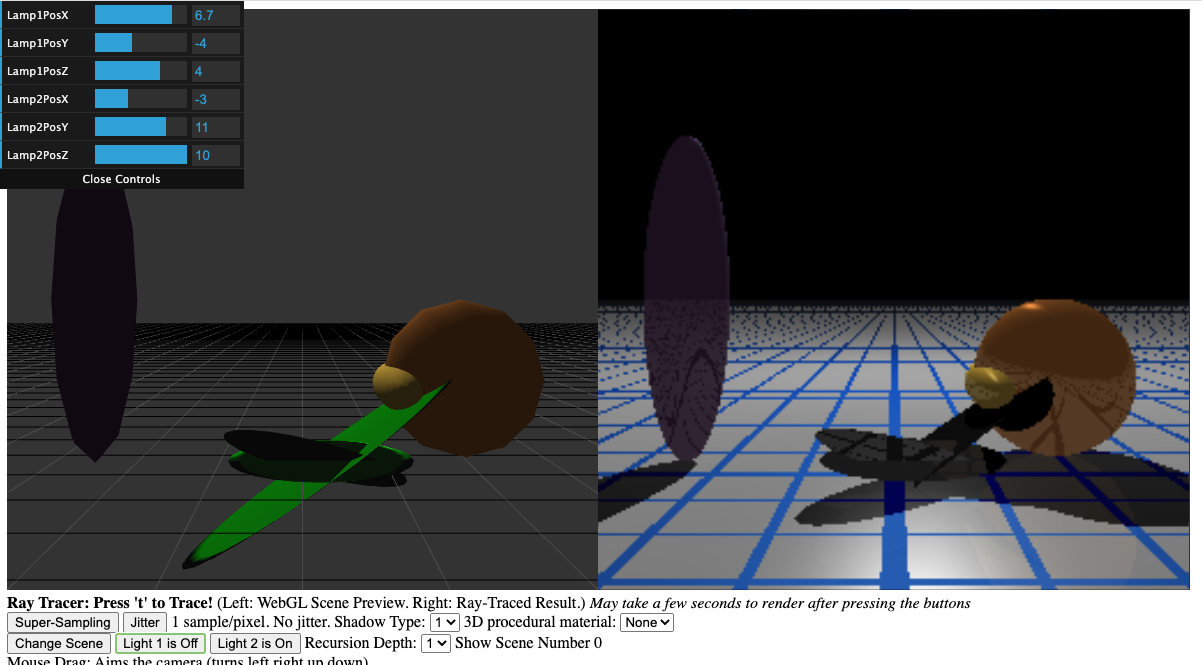 Lamp1PosX 6.7
Lamp1PosY -4
Lamp1PosZ 4
Lamp2PosX -3
Lamp2PosY 11
Lamp2PosZ 10
Close Controls
Ray Tracer: Press 't' to Trace! (Left: WebGL Scene Preview. Right: Ray-Traced Result.) May take a few seconds to render after pressing the buttons
Super-Sampling Jitter 1 sample/pixel. No jitter. Shadow Type: 1 3D procedural material: None
Change Scene Light 1 is Off Light 2 is On Recursion Depth: 1 Show Scene Number 0
Mouse Drag: Aims the camera (turns left right up down)